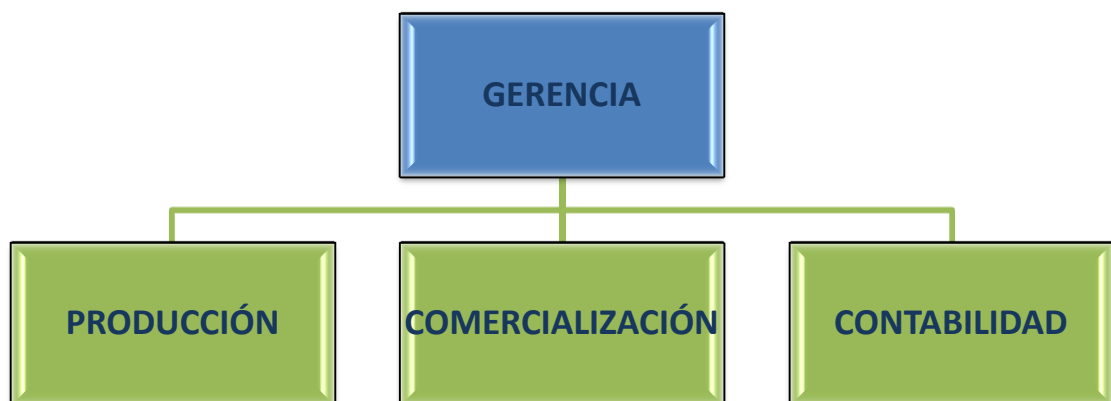 GERENCIA
PRODUCCIÓN
COMERCIALIZACIÓN
CONTABILIDAD